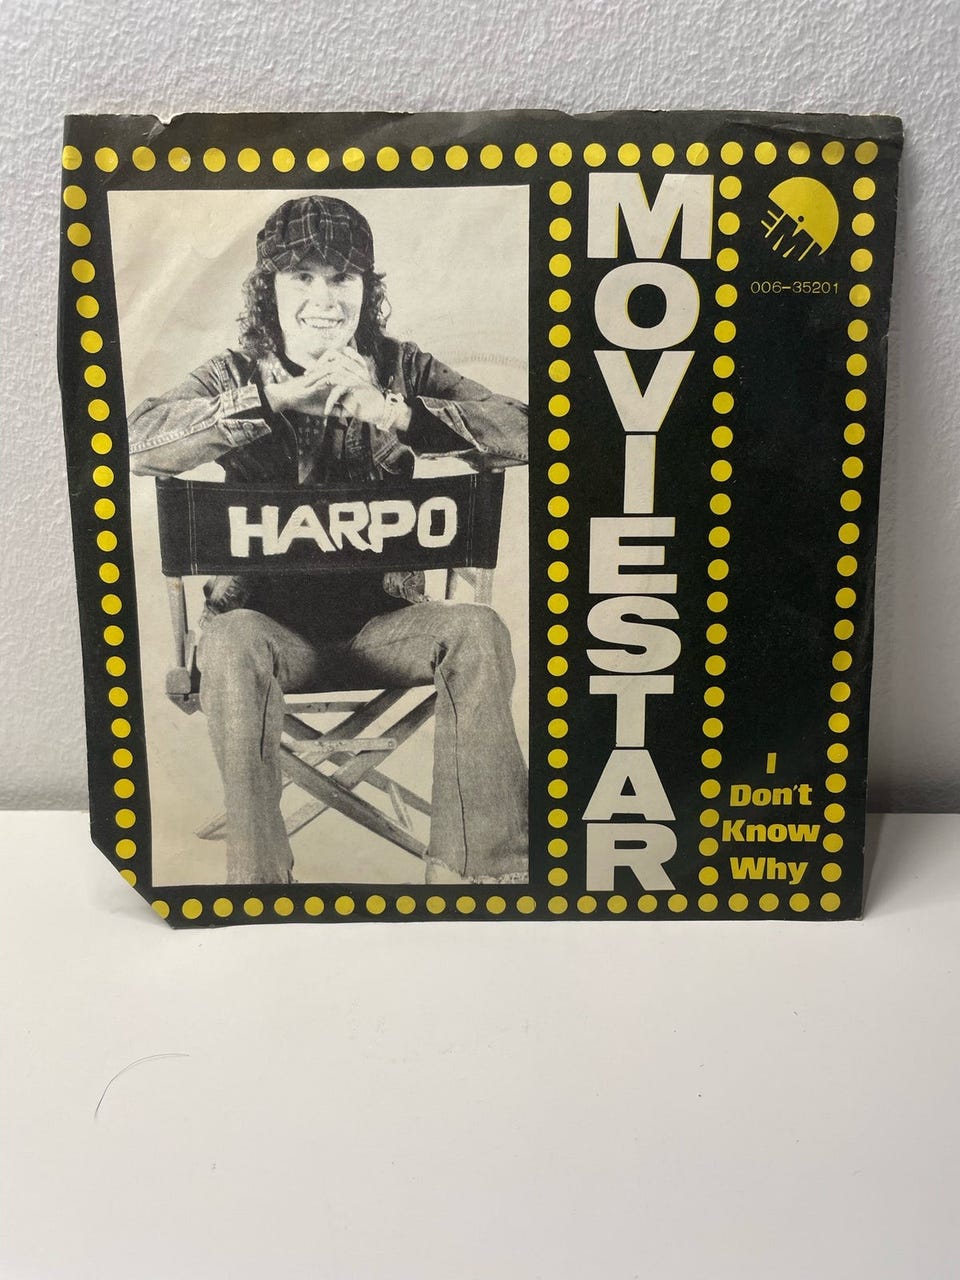 HARPO
MOVIESTAR
EMI
006-35201
I
Don't
Know
Why